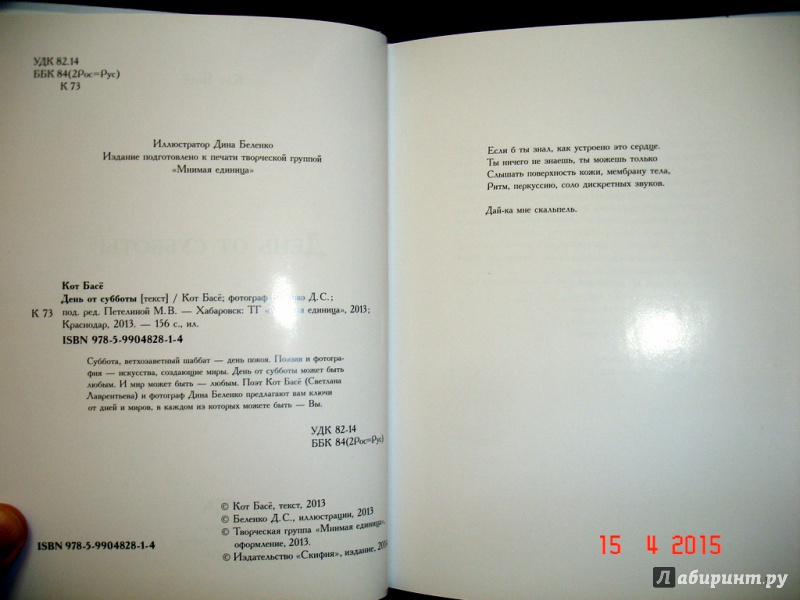 УДК 82.14
ББК 84(2Рос=Рус)
К 73
Иллюстратор Дина Беленко
Издание подготовлено к печати творческой группой
«Мнимая единица»
Кот Басё
День от субботы [текст] / Кот Басё; фотограф Д.С.;
К 73 под. ред. Петелиной М.В. — Хабаровск: ТГ единица», 2013;
Краснодар, 2013. — 156 с., ил.
ISBN 978-5-9904828-1-4
Суббота, ветхозаветный шаббат — день покоя. Поэзия и фотогра-
фия — искусства, создающие миры. День от субботы может быть
любым. И мир может быть — любым. Поэт Кот Басё (Светлана
Лаврентьева) и фотограф Дина Беленко предлагают вам ключи
от дней и миров, в каждом из которых можете быть — Вы.
УДК 82-14
ББК 84(2Рос=Рус)
© Кот Басё, текст, 2013
© Беленко Д.С., иллюстрации, 2013
© Творческая группа «Мнимая единица»,
оформление, 2013.
ISBN 978-5-9904828-1-4
© Издательство «Скифия», издание,
Если б ты знал, как устроено это сердце.
Ты ничего не знаешь, ты можешь только
Слышать поверхность кожи, мембрану тела,
Ритм, перкуссию, соло дискретных звуков.
Дай-ка мне скальпель.
15 4 2015
Лабиринт.ру